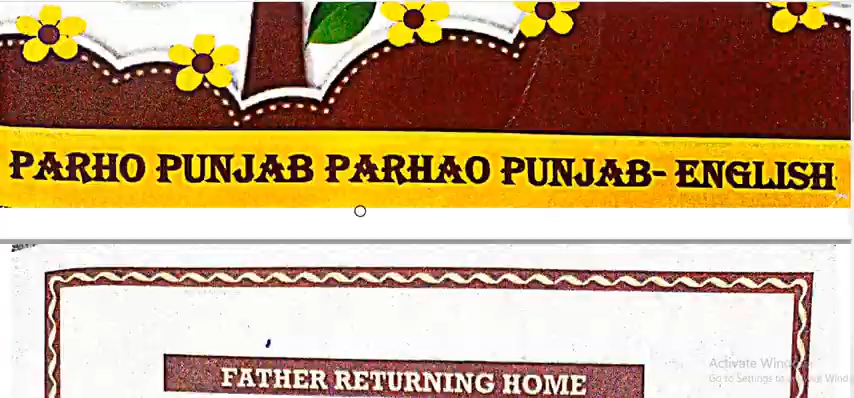 PARHO PUNJAB PARHAO PUNJAB- ENGLISH
FATHER RETURNING HOME
Activate Windows
Go to Settings to activate Windows